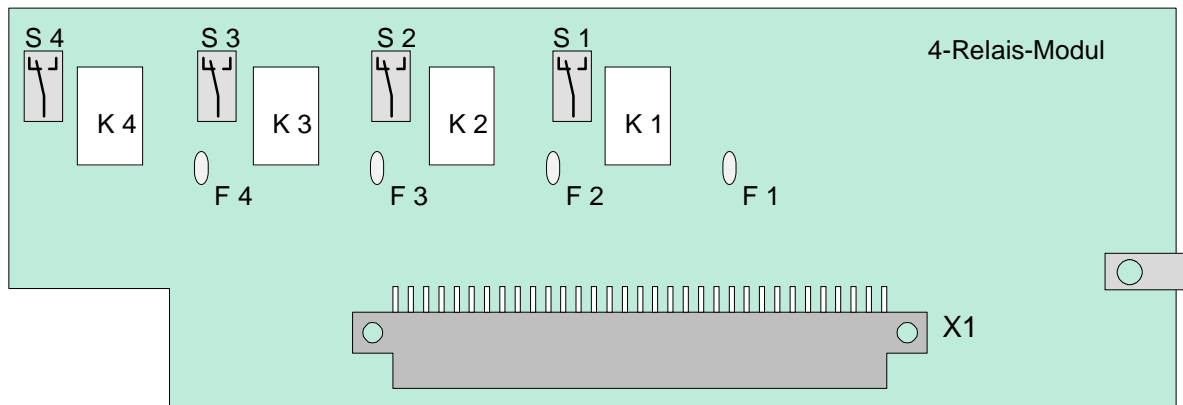 S 4
S 3
S 2
S 1
4-Relais-Modul
K 4
K 3
K 2
K 1
F 4
F 3
F 2
F 1
X1